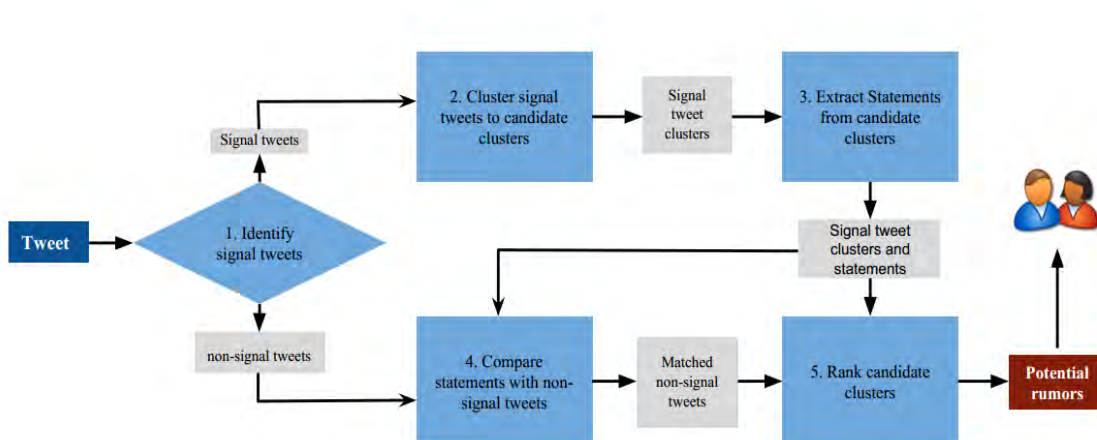 Tweet
1. Identify
signal tweets
Signal tweets
2. Cluster signal
tweets to candidate
clusters
Signal
tweet
clusters
3. Extract Statements
from candidate
clusters
Signal tweet
clusters and
statements
non-signal tweets
4. Compare
statements with non-
signal tweets
Matched
non-signal
tweets
5. Rank candidate
clusters
Potential
rumors